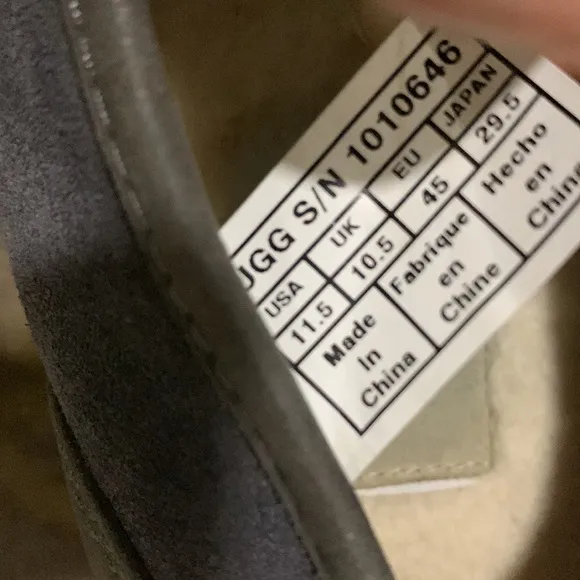 UGG S/N 1010646
USA UK EU JAPAN
11.5 10.5 45 29.5
Made
In
China
Fabrique
en
Chine
Hecho
en
China